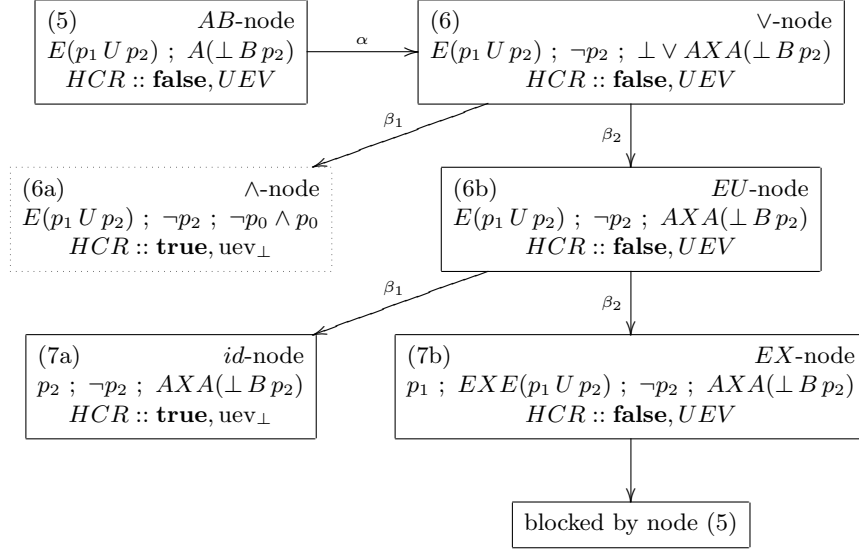 (5) AB-node
E(p₁ U p₂) ; A(⊥ B p₂)
HCR :: false, UEV
α
(6) ∨-node
E(p₁ U p₂) ; ¬p₂ ; ⊥ ∨ AXA(⊥ B p₂)
HCR :: false, UEV
β₁
β₂
(6a) ∧-node
E(p₁ U p₂) ; ¬p₂ ; ¬p₀ ∧ p₀
HCR :: true, uev⊥
(6b) EU-node
E(p₁ U p₂) ; ¬p₂ ; AXA(⊥ B p₂)
HCR :: false, UEV
β₁
β₂
(7a) id-node
p₂ ; ¬p₂ ; AXA(⊥ B p₂)
HCR :: true, uev⊥
(7b) EX-node
p₁ ; EXE(p₁ U p₂) ; ¬p₂ ; AXA(⊥ B p₂)
HCR :: false, UEV
blocked by node (5)